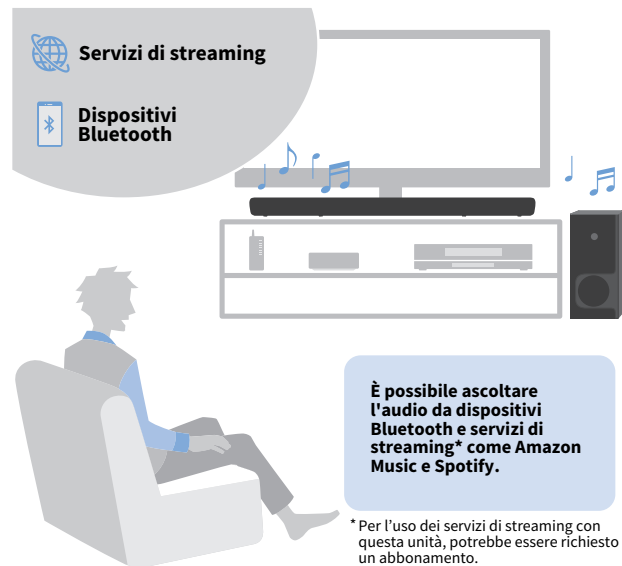 Servizi di streaming
Dispositivi
Bluetooth
È possibile ascoltare
l'audio da dispositivi
Bluetooth e servizi di
streaming* come Amazon
Music e Spotify.
* Per l’uso dei servizi di streaming con
questa unità, potrebbe essere richiesto
un abbonamento.